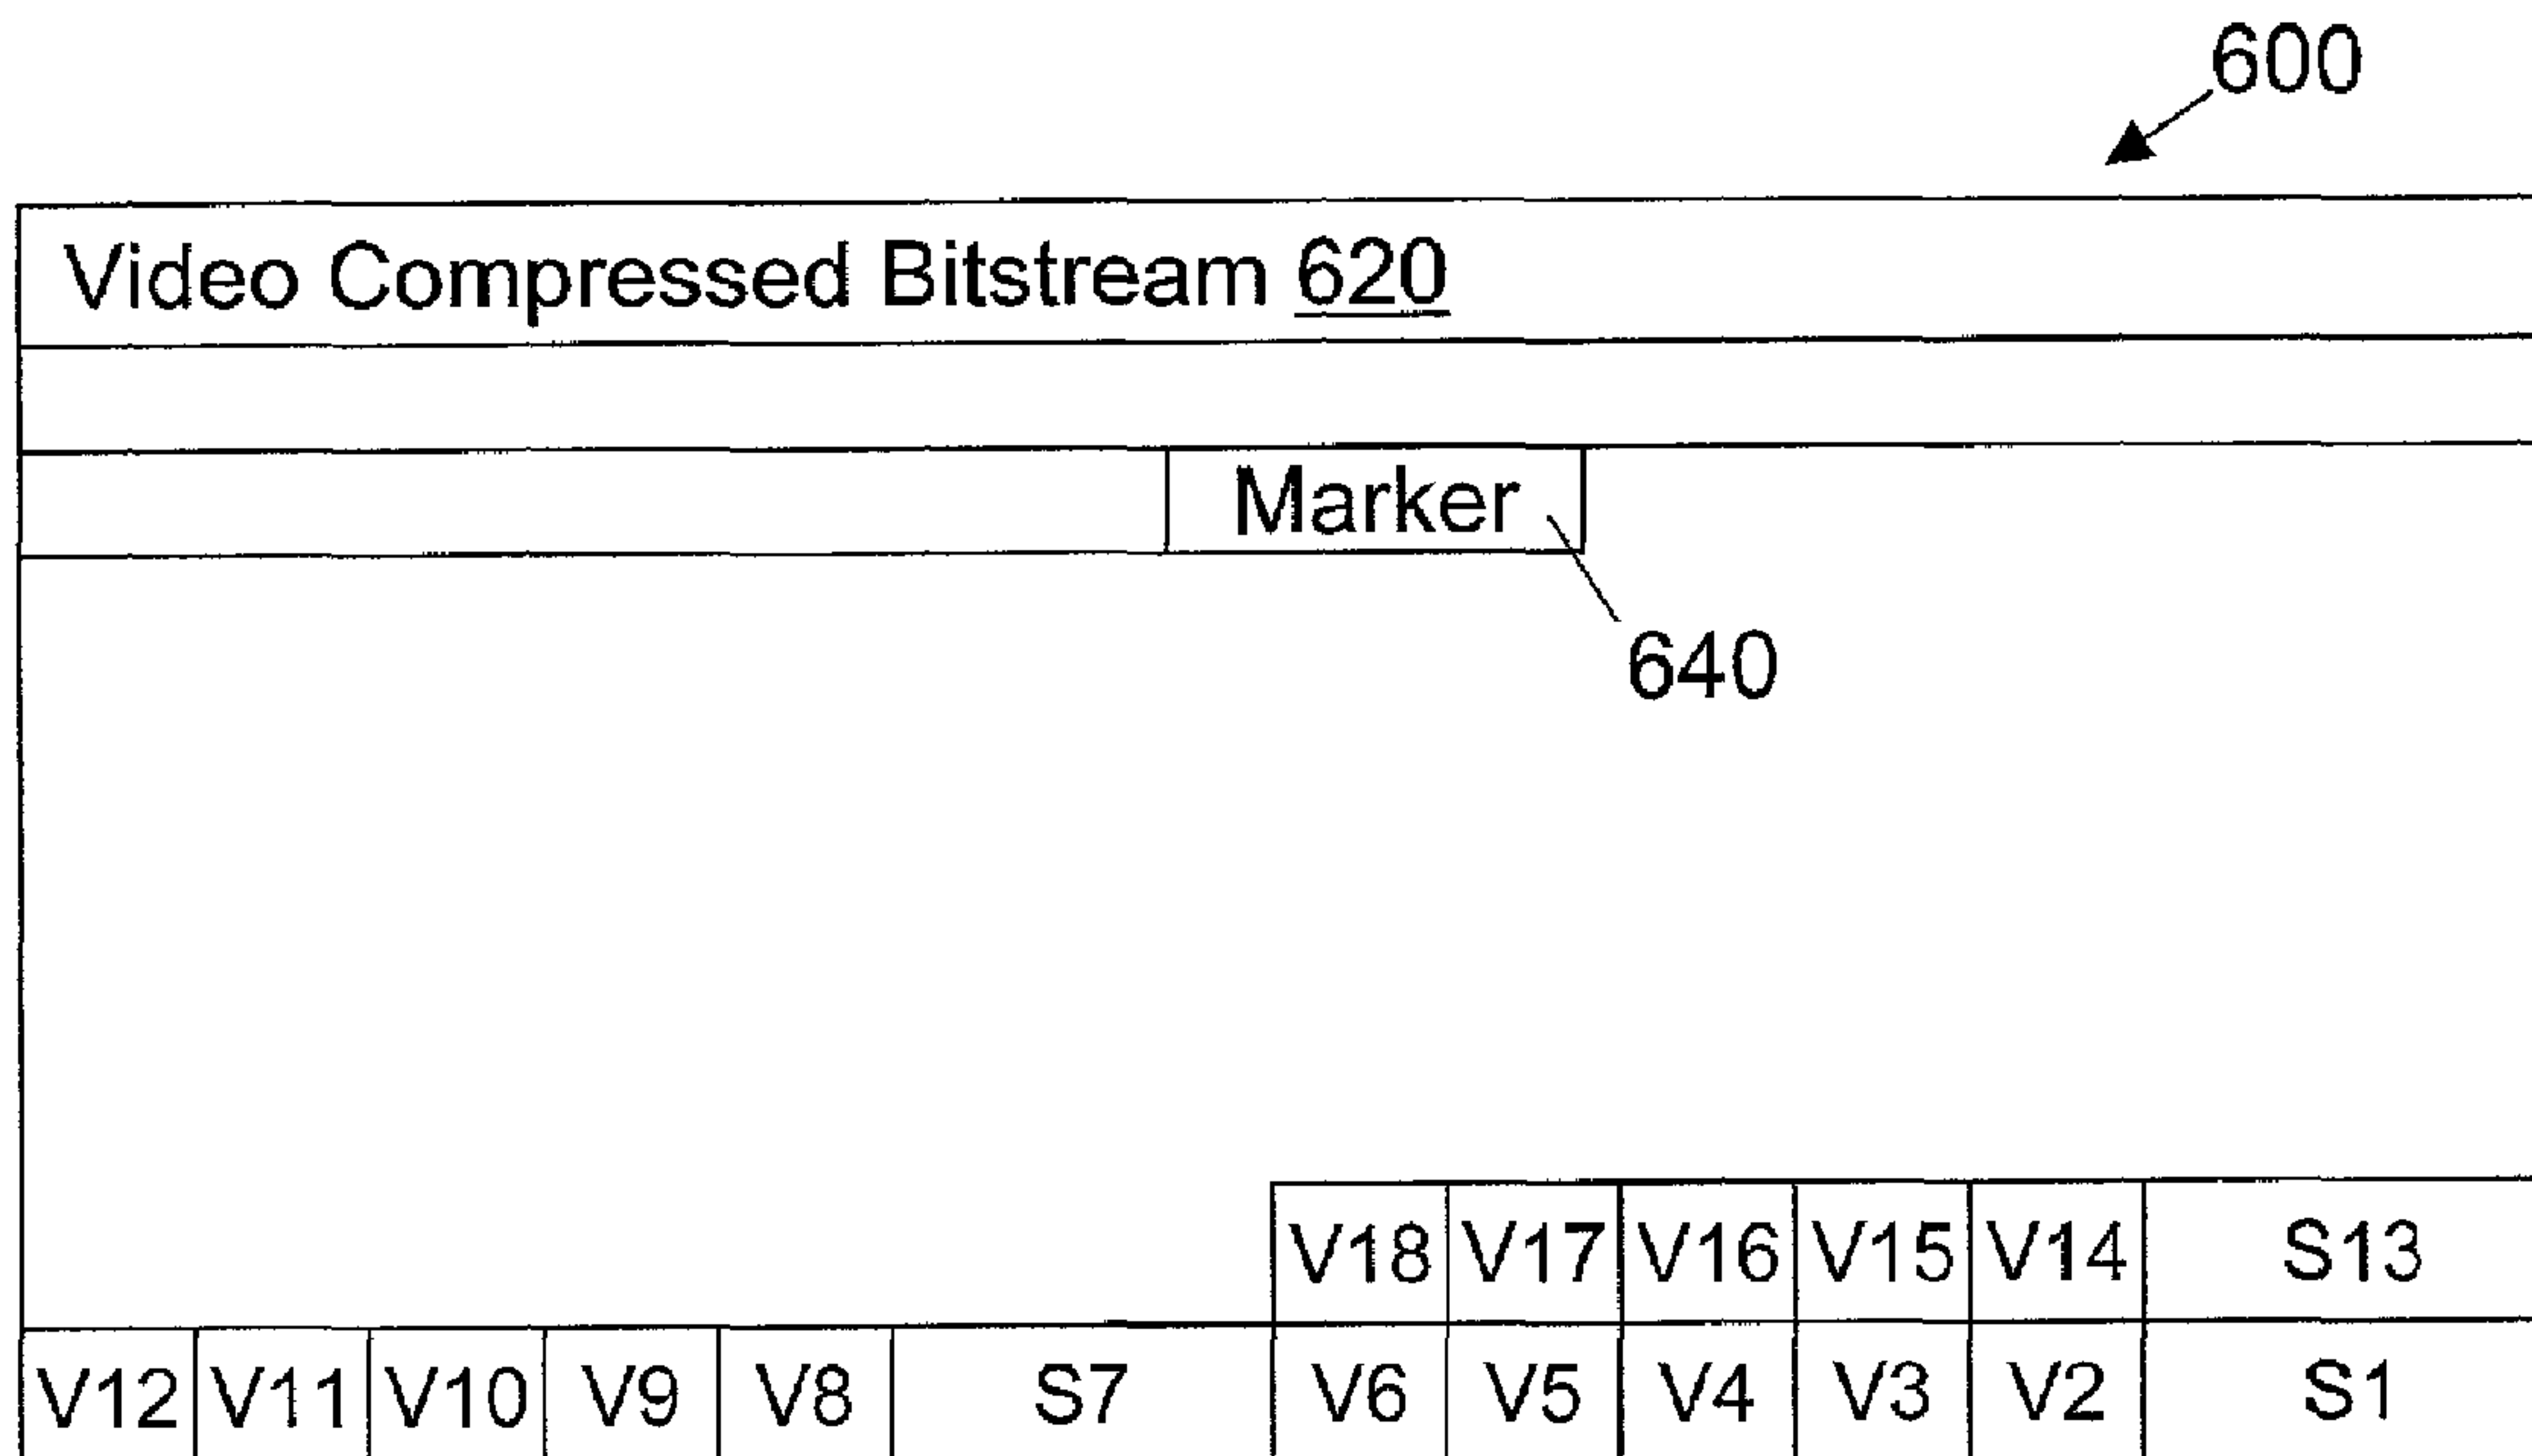 600
Video Compressed Bitstream 620
Marker
640
V18 V17 V16 V15 V14 S13
V12 V11 V10 V9 V8 S7 V6 V5 V4 V3 V2 S1